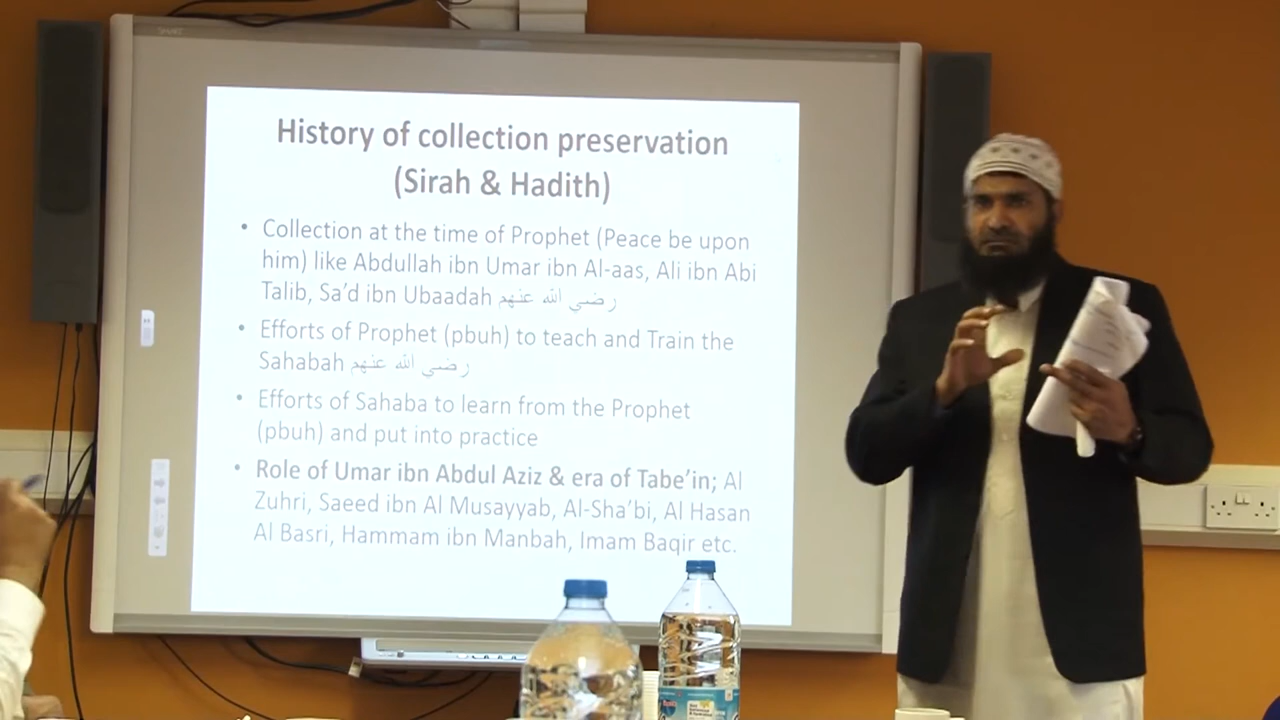 SMART
History of collection preservation
(Sirah & Hadith)
• Collection at the time of Prophet (Peace be upon
him) like Abdullah ibn Umar ibn Al-aas, Ali ibn Abi
Talib, Sa’d ibn Ubaadah رضي الله عنهم
• Efforts of Prophet (pbuh) to teach and Train the
Sahabah رضي الله عنهم
• Efforts of Sahaba to learn from the Prophet
(pbuh) and put into practice
• Role of Umar ibn Abdul Aziz & era of Tabe’in; Al
Zuhri, Saeed ibn Al Musayyab, Al-Sha’bi, Al Hasan
Al Basri, Hammam ibn Manbah, Imam Baqir etc.